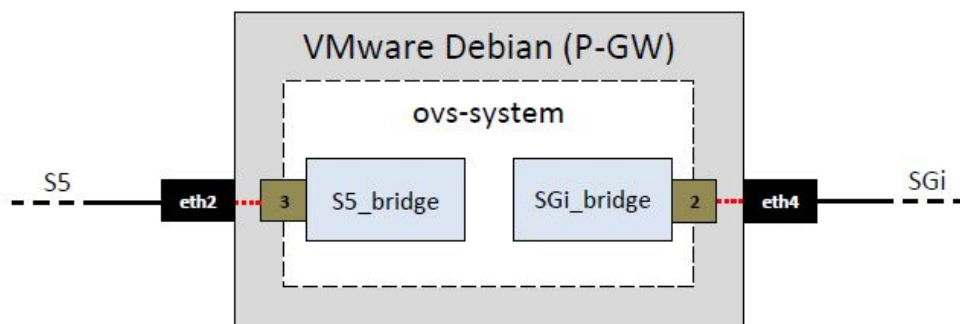 VMware Debian (P-GW)
ovs-system
S5
eth2
3
S5_bridge
SGi_bridge
2
eth4
SGi